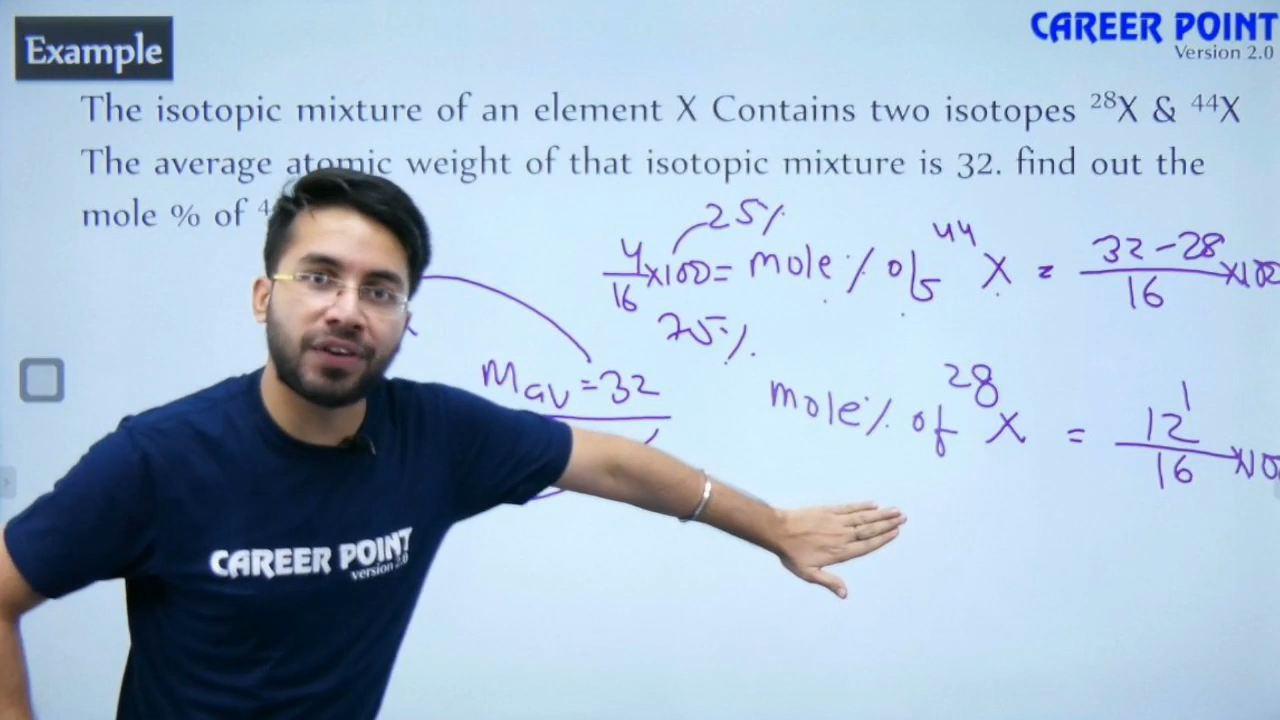 Example
CAREER POINT
Version 2.0
The isotopic mixture of an element X Contains two isotopes ²⁸X & ⁴⁴X
The average atomic weight of that isotopic mixture is 32. find out the
mole % of ⁴
25%
4/16 ×100 = mole % of ⁴⁴X = 32-28/16 ×100
75%
Mav = 32
mole % of ²⁸X = 12/16 ×100
CAREER POINT
version 2.0